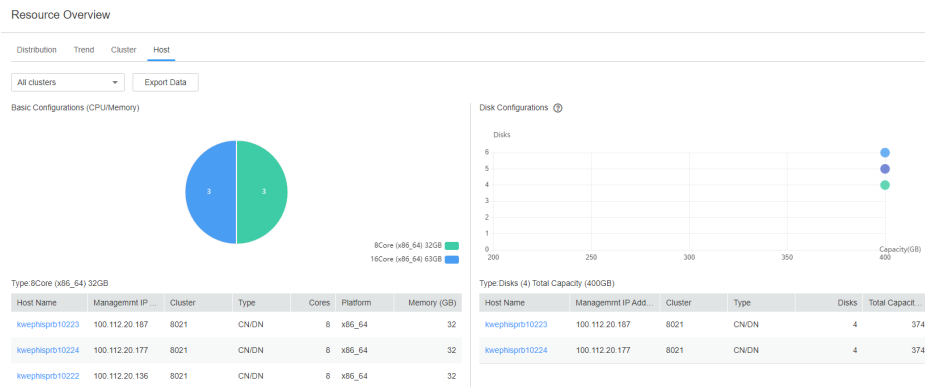 Resource Overview
Distribution Trend Cluster Host
All clusters Export Data
Basic Configurations (CPU/Memory)
3 3
8Core (x86_64) 32GB
16Core (x86_64) 63GB
Type:8Core (x86_64) 32GB
Host Name Managemrnt IP ... Cluster Type Cores Platform Memory (GB)
kwephisprb10223 100.112.20.187 8021 CN/DN 8 x86_64 32
kwephisprb10224 100.112.20.177 8021 CN/DN 8 x86_64 32
kwephisprb10222 100.112.20.136 8021 CN/DN 8 x86_64 32
Disk Configurations ?
Disks
6
5
4
3
2
1
0
200 250 300 350 400
Capacity(GB)
Type:Disks (4) Total Capacity (400GB)
Host Name Managemrnt IP Add... Cluster Type Disks Total Capacit...
kwephisprb10223 100.112.20.187 8021 CN/DN 4 374
kwephisprb10224 100.112.20.177 8021 CN/DN 4 374